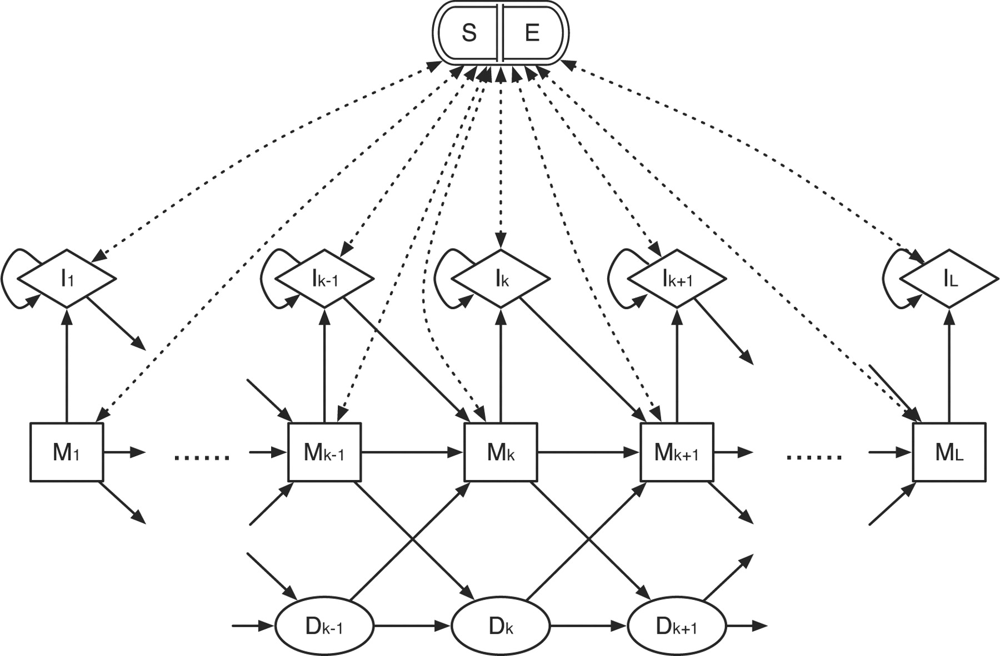 S E
I1 Ik-1 Ik Ik+1 IL
M1 ...... Mk-1 Mk Mk+1 ...... ML
Dk-1 Dk Dk+1